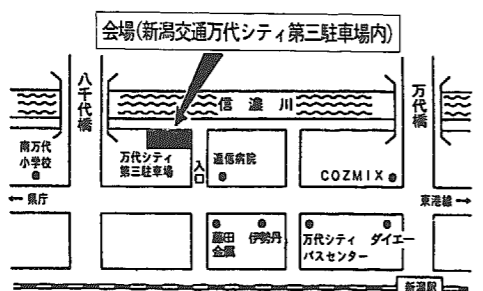 会場(新潟交通万代シティ第三駐車場内)
八千代橋
信濃川
万代橋
南万代
小学校
万代シティ
第三駐車場
入口
逓信病院
COZMIX
← 県庁
東港線 →
藤田
金属
伊勢丹
万代シティ
バスセンター
ダイエー
新潟駅